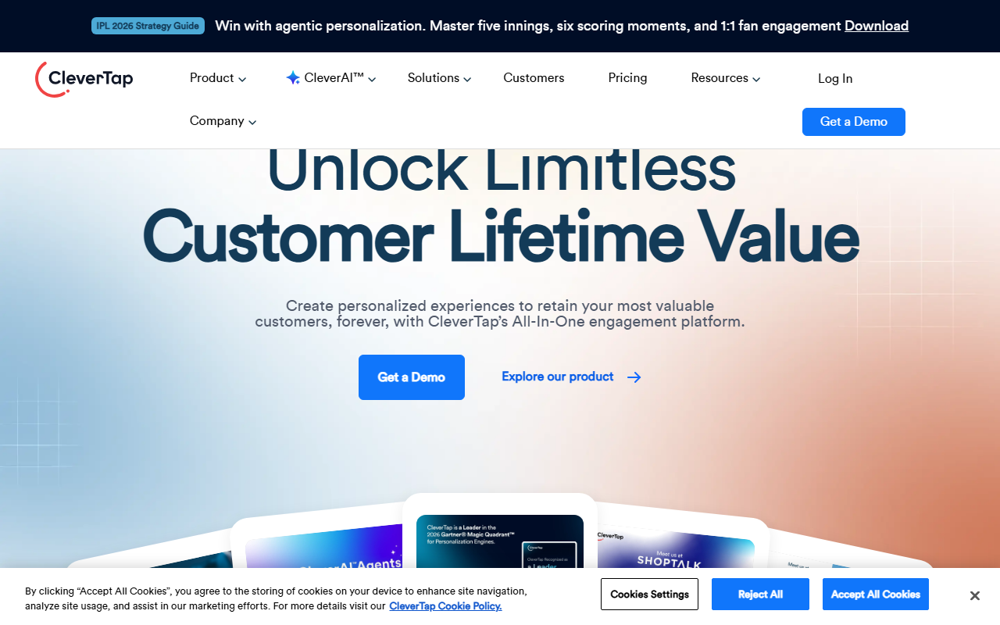 IPL 2026 Strategy Guide
Win with agentic personalization. Master five innings, six scoring moments, and 1:1 fan engagement Download
CleverTap
Product
CleverAI™
Solutions
Customers
Pricing
Resources
Log In
Company
Get a Demo
Unlock Limitless
Customer Lifetime Value
Create personalized experiences to retain your most valuable
customers, forever, with CleverTap’s All-In-One engagement platform.
Get a Demo
Explore our product
CleverAI™ Agents
CleverTap is a Leader in the
2026 Gartner® Magic Quadrant™
for Personalization Engines.
CleverTap
CleverTap Recognized as
a Leader
CleverTap
Meet us at
SHOPTALK
Meet us at
By clicking “Accept All Cookies”, you agree to the storing of cookies on your device to enhance site navigation,
analyze site usage, and assist in our marketing efforts. For more details visit our CleverTap Cookie Policy.
Cookies Settings
Reject All
Accept All Cookies